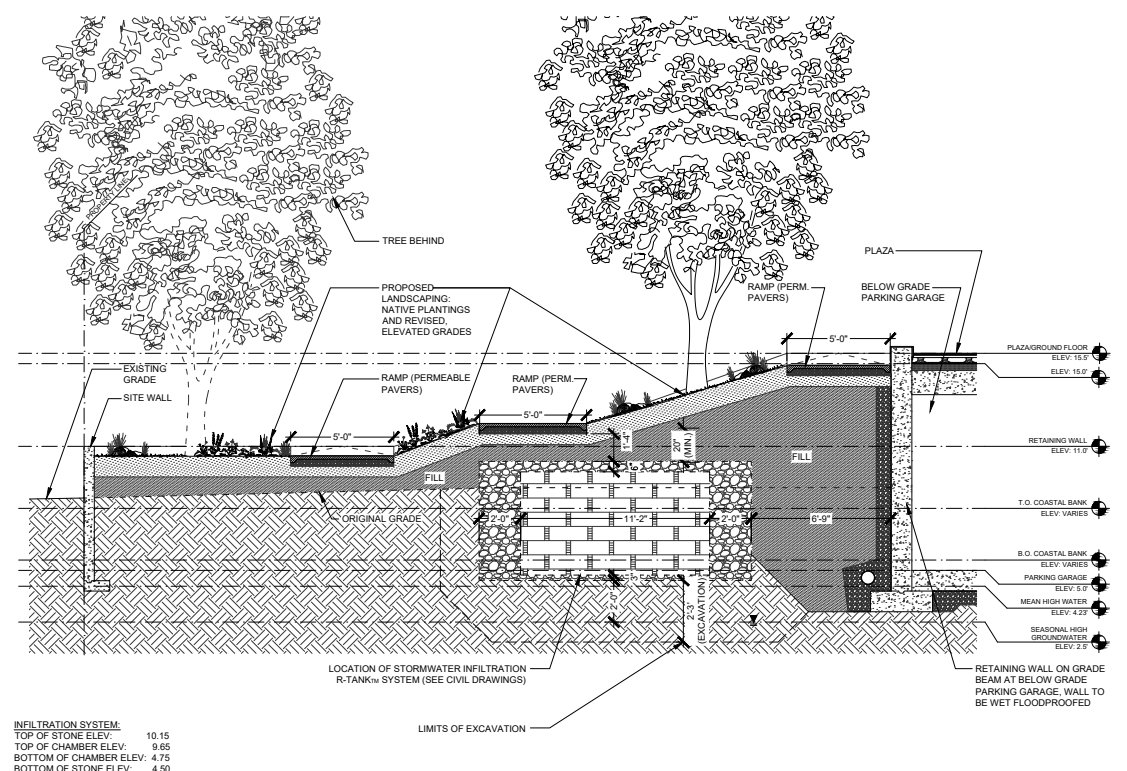 PROPERTY LINE
TREE BEHIND
PROPOSED
LANDSCAPING:
NATIVE PLANTINGS
AND REVISED,
ELEVATED GRADES
RAMP (PERM.
PAVERS)
PLAZA
BELOW GRADE
PARKING GARAGE
5'-0"
PLAZA/GROUND FLOOR
ELEV: 15.5'
ELEV: 15.0'
EXISTING
GRADE
SITE WALL
RAMP (PERMEABLE
PAVERS)
RAMP (PERM.
PAVERS)
5'-0"
5'-0"
1'-4"
20"
(MIN.)
RETAINING WALL
ELEV: 11.0'
FILL
FILL
6"
ORIGINAL GRADE
2'-0"
11'-2"
2'-0"
6'-9"
T.O. COASTAL BANK
ELEV: VARIES
B.O. COASTAL BANK
ELEV: VARIES
3"
PARKING GARAGE
ELEV: 5.0'
2'-0"
2'-3"
(EXCAVATION)
MEAN HIGH WATER
ELEV: 4.23'
SEASONAL HIGH
GROUNDWATER
ELEV: 2.5'
LOCATION OF STORMWATER INFILTRATION
R-TANK™ SYSTEM (SEE CIVIL DRAWINGS)
RETAINING WALL ON GRADE
BEAM AT BELOW GRADE
PARKING GARAGE, WALL TO
BE WET FLOODPROOFED
LIMITS OF EXCAVATION
INFILTRATION SYSTEM:
TOP OF STONE ELEV: 10.15
TOP OF CHAMBER ELEV: 9.65
BOTTOM OF CHAMBER ELEV: 4.75
BOTTOM OF STONE ELEV: 4.50